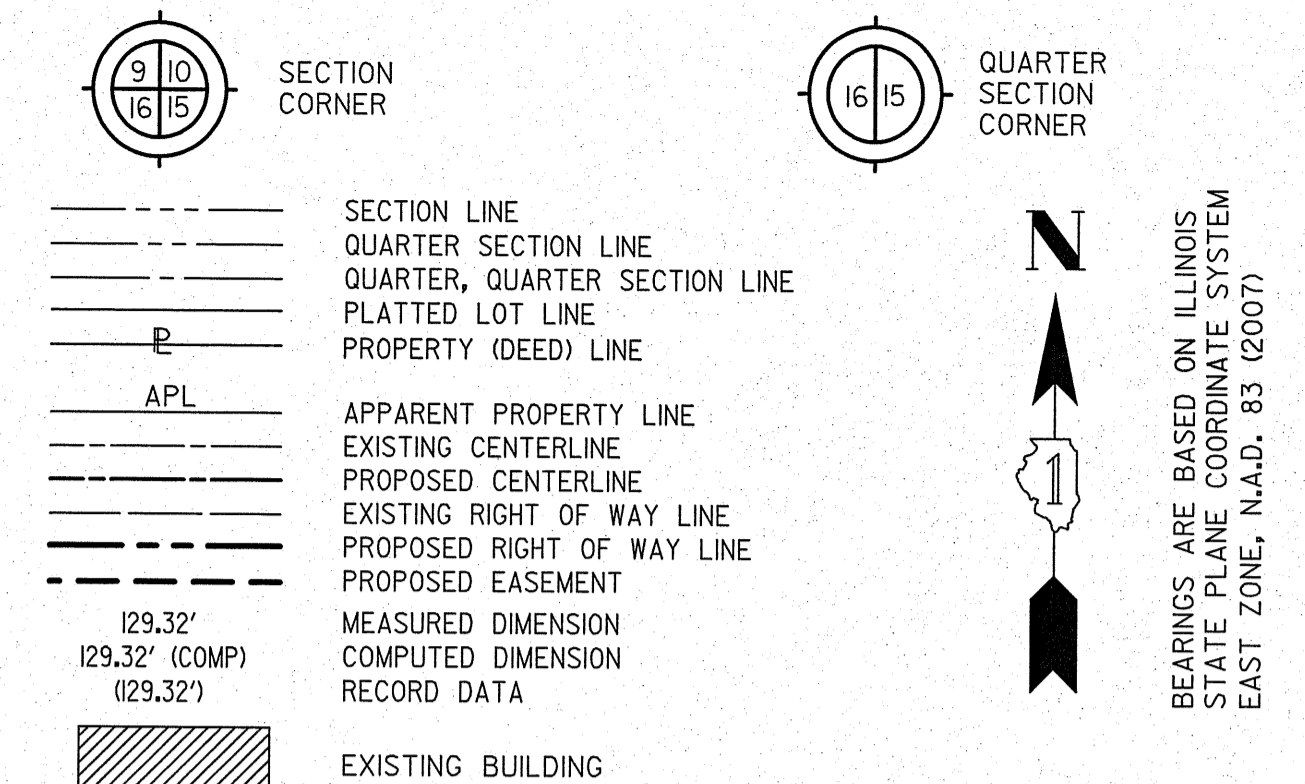 9 10
16 15
SECTION
CORNER
16 15
QUARTER
SECTION
CORNER
SECTION LINE
QUARTER SECTION LINE
QUARTER, QUARTER SECTION LINE
PLATTED LOT LINE
PL PROPERTY (DEED) LINE
APL
APPARENT PROPERTY LINE
EXISTING CENTERLINE
PROPOSED CENTERLINE
EXISTING RIGHT OF WAY LINE
PROPOSED RIGHT OF WAY LINE
PROPOSED EASEMENT
129.32' MEASURED DIMENSION
129.32' (COMP) COMPUTED DIMENSION
(129.32') RECORD DATA
EXISTING BUILDING
N
1
BEARINGS ARE BASED ON ILLINOIS
STATE PLANE COORDINATE SYSTEM
EAST ZONE, N.A.D. 83 (2007)